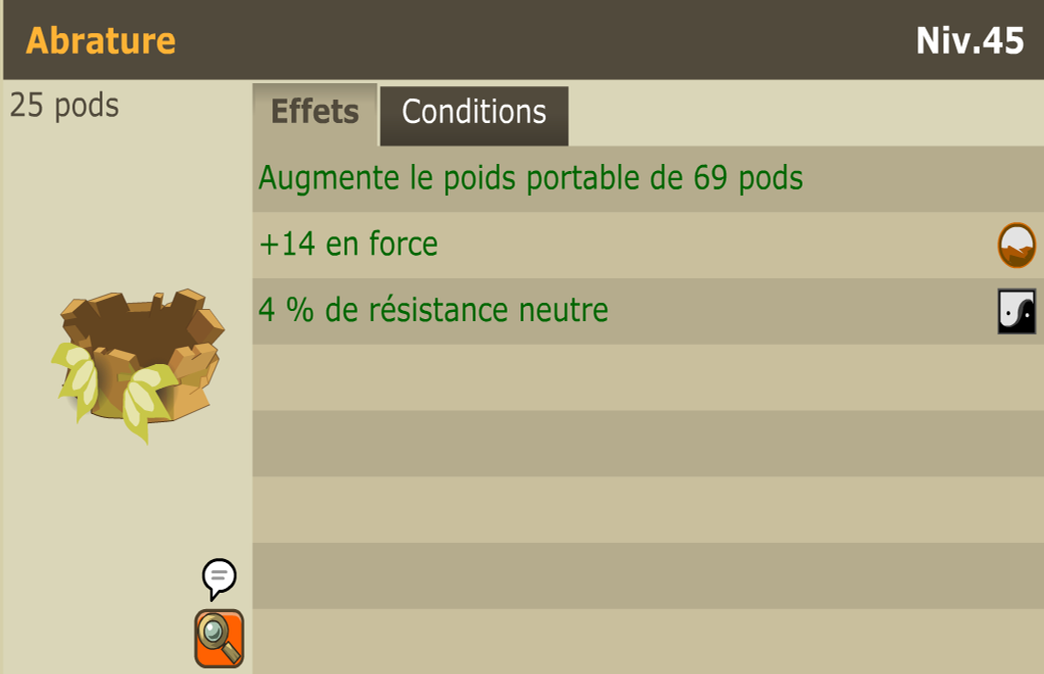 Abrature
Niv.45
25 pods
Effets
Conditions
Augmente le poids portable de 69 pods
+14 en force
4 % de résistance neutre